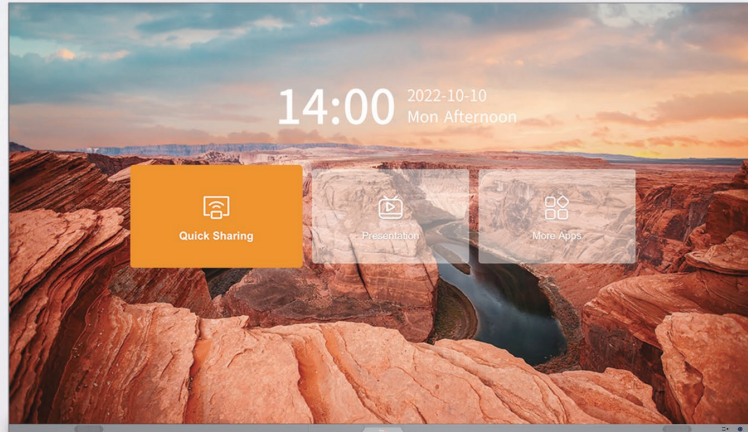 14:00
2022-10-10
Mon Afternoon
Quick Sharing
Presentation
More Apps